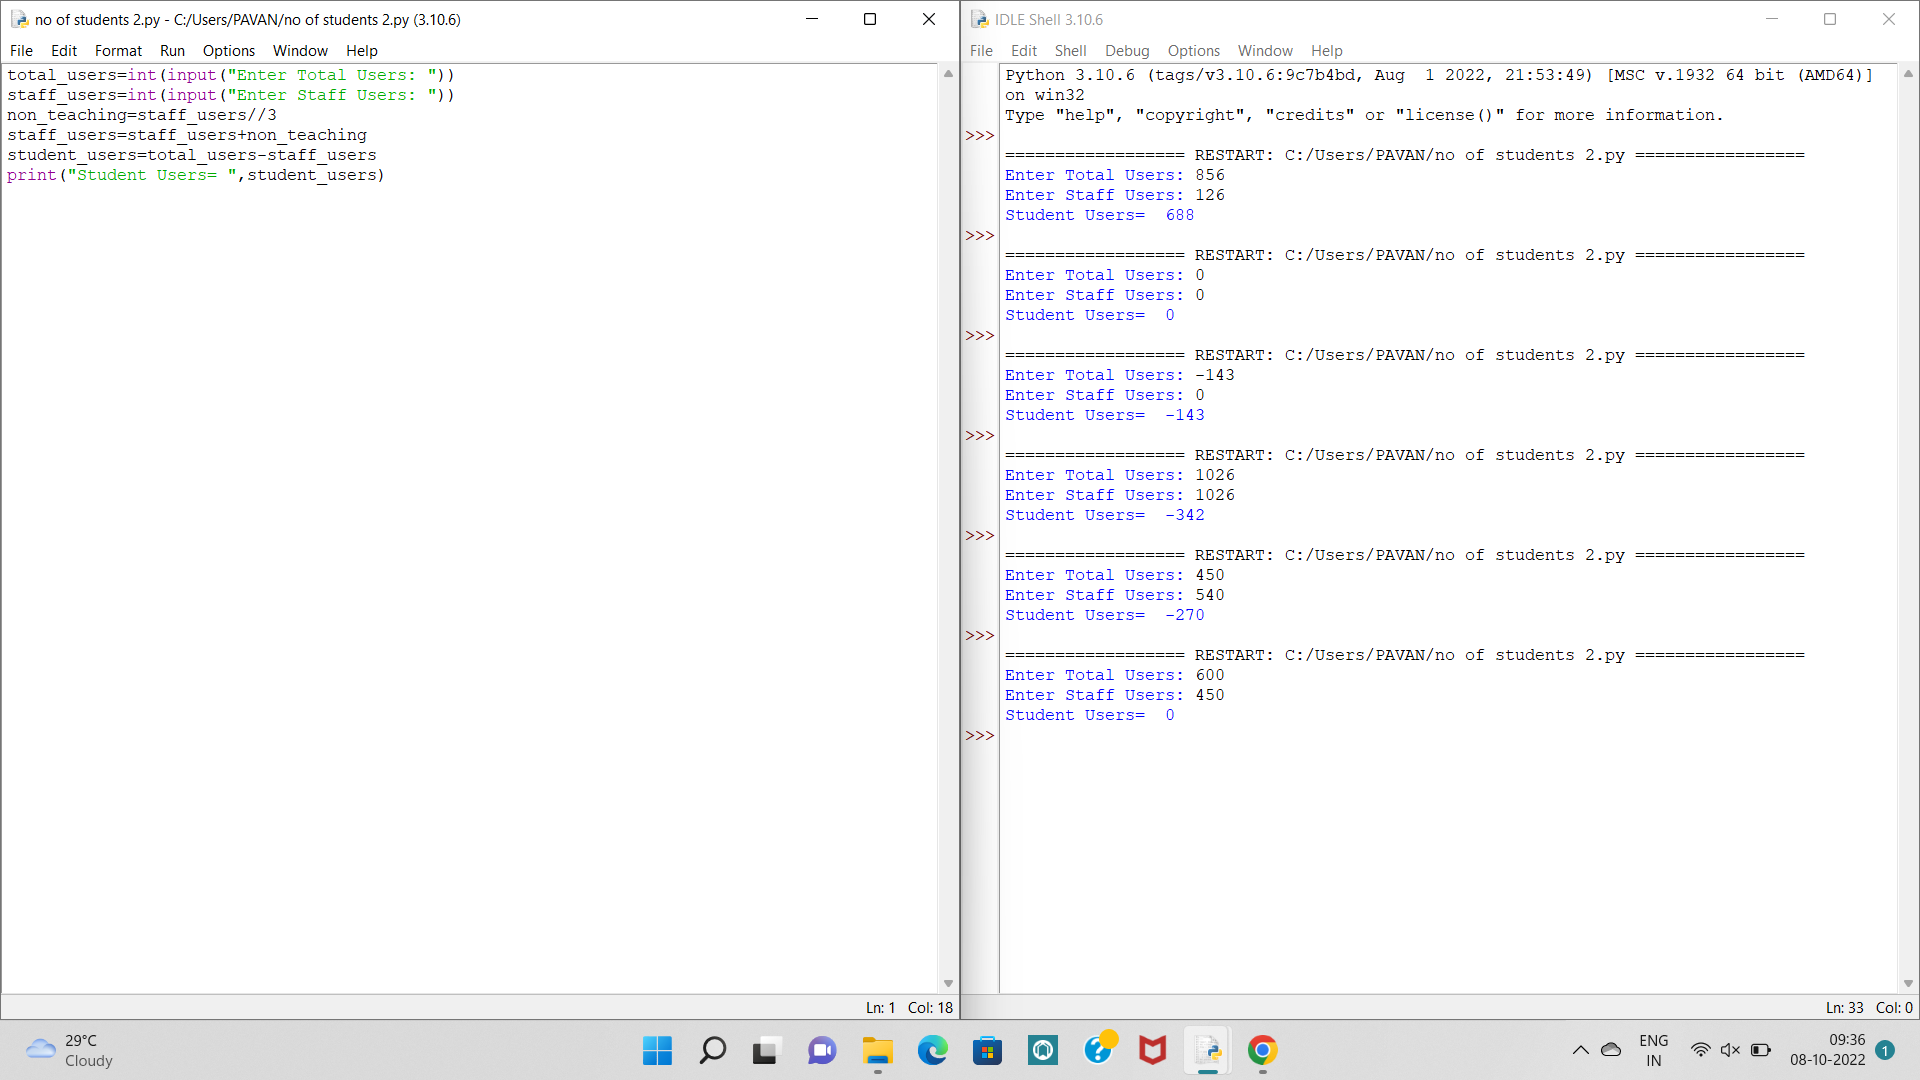 no of students 2.py - C:/Users/PAVAN/no of students 2.py (3.10.6)
File Edit Format Run Options Window Help
total_users=int(input("Enter Total Users: "))
staff_users=int(input("Enter Staff Users: "))
non_teaching=staff_users//3
staff_users=staff_users+non_teaching
student_users=total_users-staff_users
print("Student Users= ",student_users)
Ln: 1 Col: 18
IDLE Shell 3.10.6
File Edit Shell Debug Options Window Help
Python 3.10.6 (tags/v3.10.6:9c7b4bd, Aug  1 2022, 21:53:49) [MSC v.1932 64 bit (AMD64)]
on win32
Type "help", "copyright", "credits" or "license()" for more information.
>>>
================== RESTART: C:/Users/PAVAN/no of students 2.py =================
Enter Total Users: 856
Enter Staff Users: 126
Student Users=  688
>>>
================== RESTART: C:/Users/PAVAN/no of students 2.py =================
Enter Total Users: 0
Enter Staff Users: 0
Student Users=  0
>>>
================== RESTART: C:/Users/PAVAN/no of students 2.py =================
Enter Total Users: -143
Enter Staff Users: 0
Student Users=  -143
>>>
================== RESTART: C:/Users/PAVAN/no of students 2.py =================
Enter Total Users: 1026
Enter Staff Users: 1026
Student Users=  -342
>>>
================== RESTART: C:/Users/PAVAN/no of students 2.py =================
Enter Total Users: 450
Enter Staff Users: 540
Student Users=  -270
>>>
================== RESTART: C:/Users/PAVAN/no of students 2.py =================
Enter Total Users: 600
Enter Staff Users: 450
Student Users=  0
>>>
Ln: 33 Col: 0
29°C
Cloudy
ENG
IN
09:36
08-10-2022
1